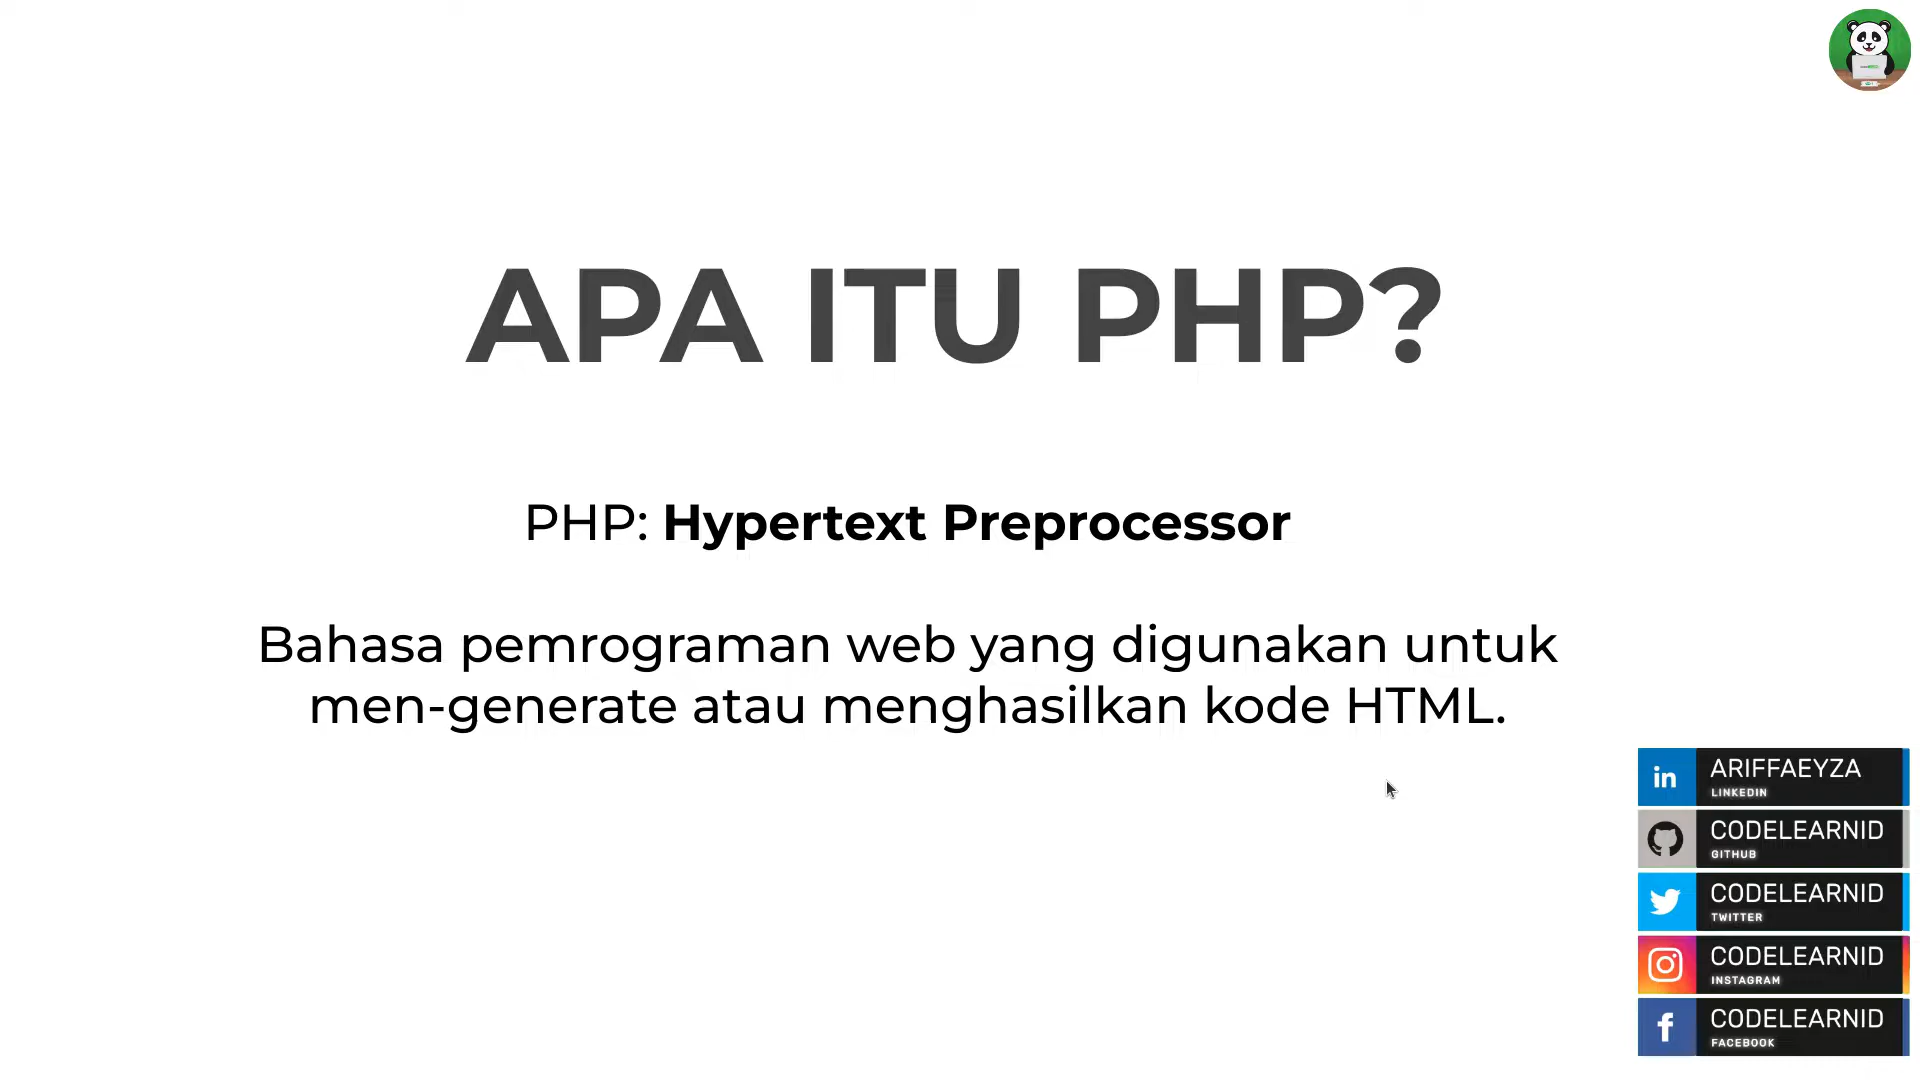 APA ITU PHP?
PHP: Hypertext Preprocessor
Bahasa pemrograman web yang digunakan untuk
men-generate atau menghasilkan kode HTML.
in
ARIFFAEYZA
LINKEDIN
CODELEARNID
GITHUB
CODELEARNID
TWITTER
CODELEARNID
INSTAGRAM
f
CODELEARNID
FACEBOOK